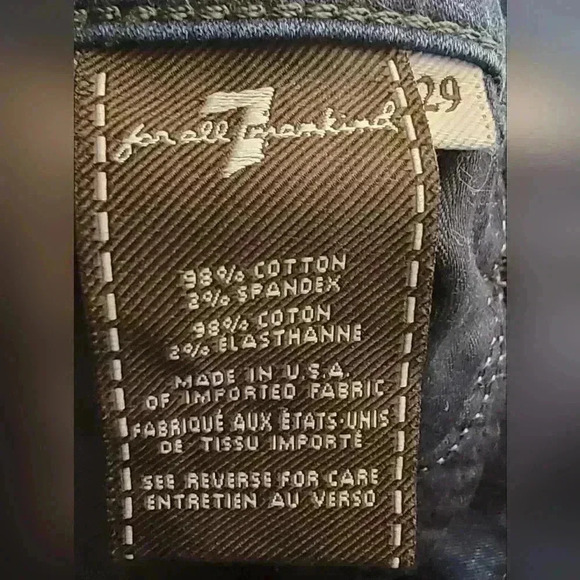 7
for all mankind
29
98% COTTON
2% SPANDEX
98% COTON
2% ELASTHANNE
MADE IN U.S.A.
OF IMPORTED FABRIC
FABRIQUÉ AUX ÉTATS-UNIS
DE TISSU IMPORTÉ
SEE REVERSE FOR CARE
ENTRETIEN AU VERSO